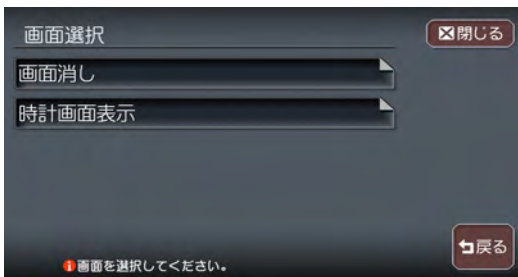 画面選択
閉じる
画面消し
時計画面表示
戻る
画面を選択してください。